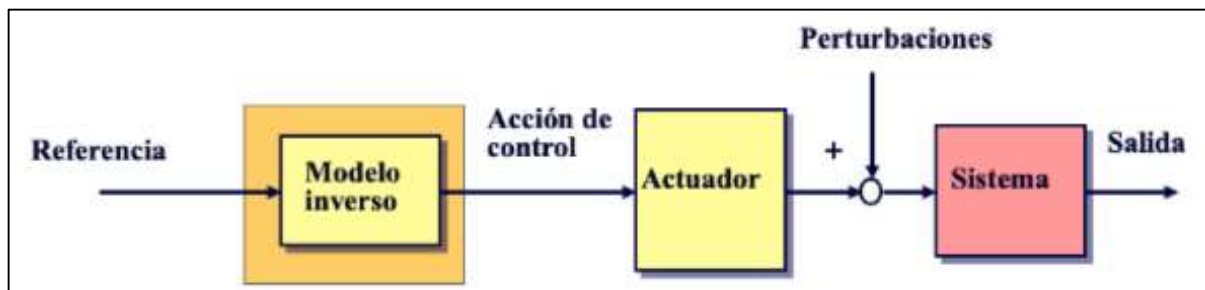 Perturbaciones
Referencia
Modelo
inverso
Acción de
control
Actuador
+
Sistema
Salida